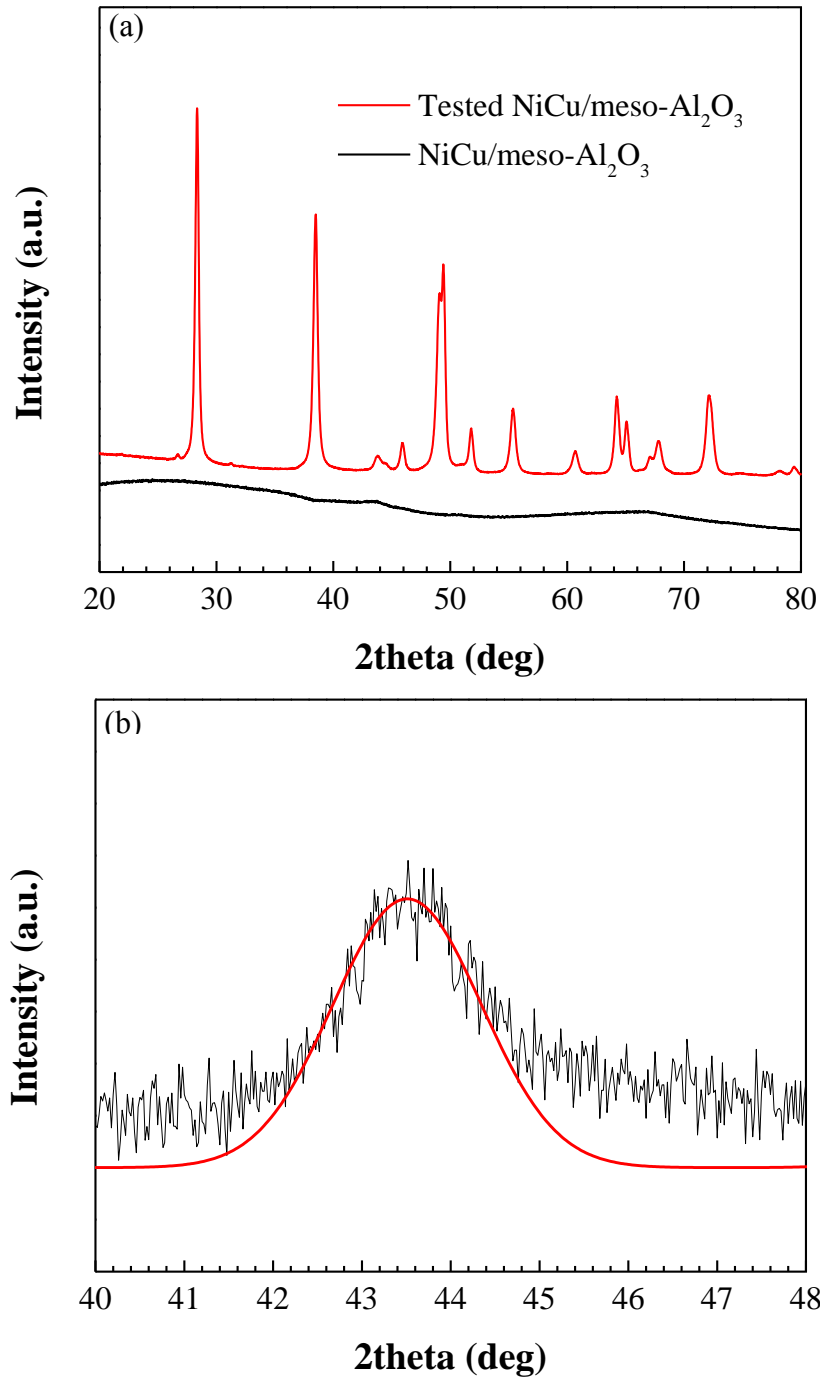 (a)
Tested NiCu/meso-Al₂O₃
NiCu/meso-Al₂O₃
Intensity (a.u.)
20 30 40 50 60 70 80
2theta (deg)
(b)
Intensity (a.u.)
40 41 42 43 44 45 46 47 48
2theta (deg)